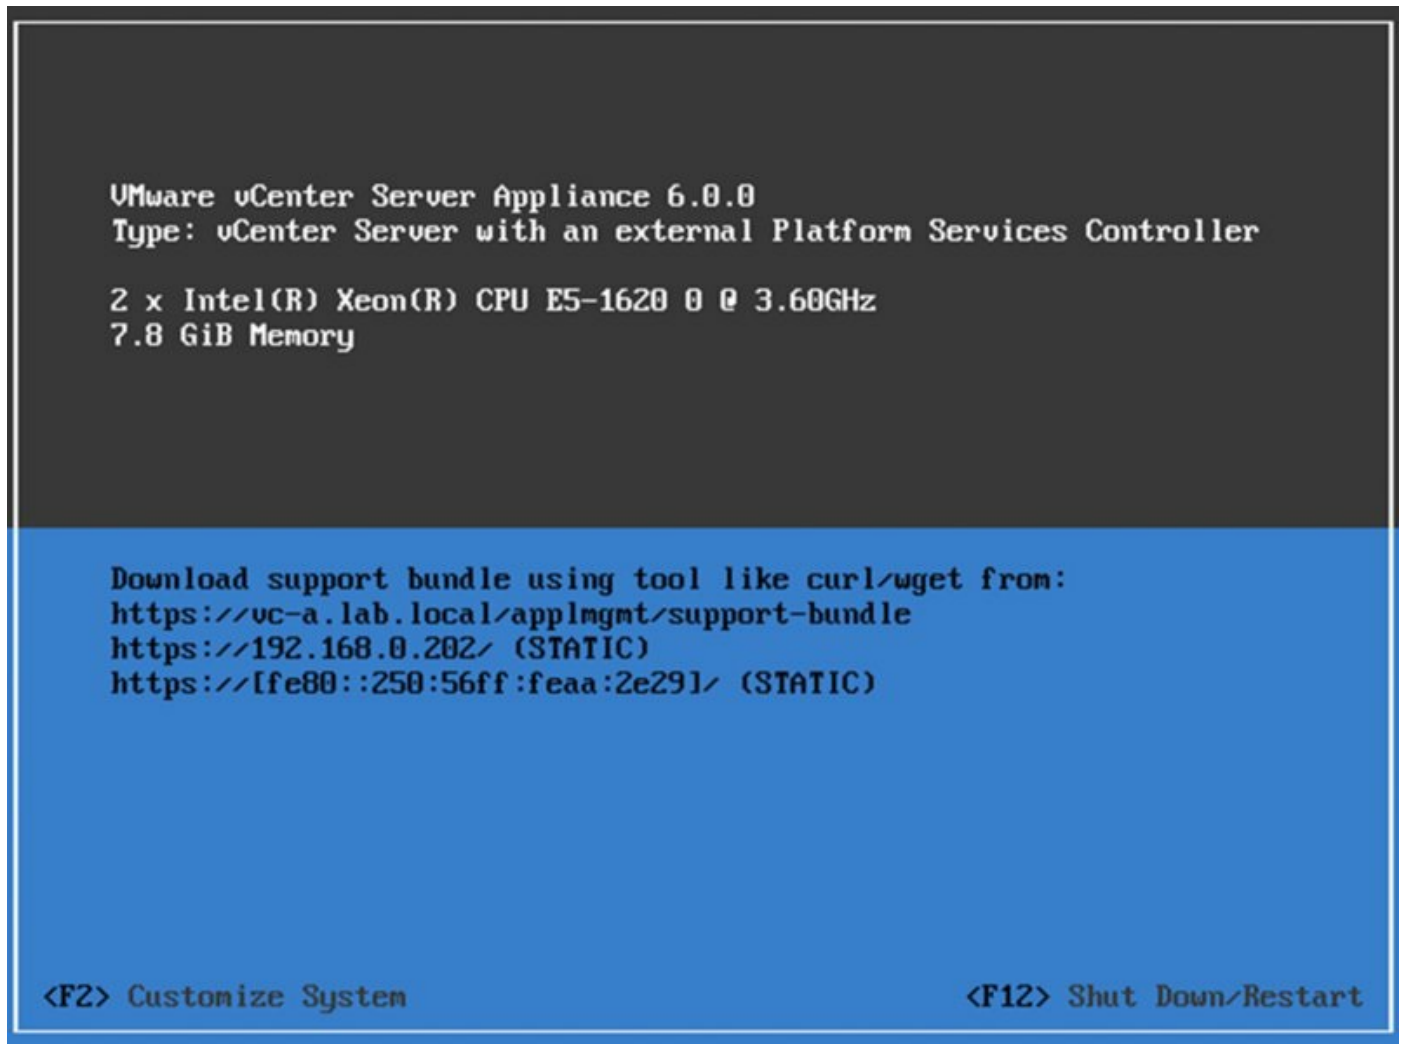 VMware vCenter Server Appliance 6.0.0
Type: vCenter Server with an external Platform Services Controller
2 x Intel(R) Xeon(R) CPU E5-1620 0 @ 3.60GHz
7.8 GiB Memory
Download support bundle using tool like curl/wget from:
https://vc-a.lab.local/applmgmt/support-bundle
https://192.168.0.202/ (STATIC)
https://[fe80::250:56ff:feaa:2e29]/ (STATIC)
<F2> Customize System
<F12> Shut Down/Restart